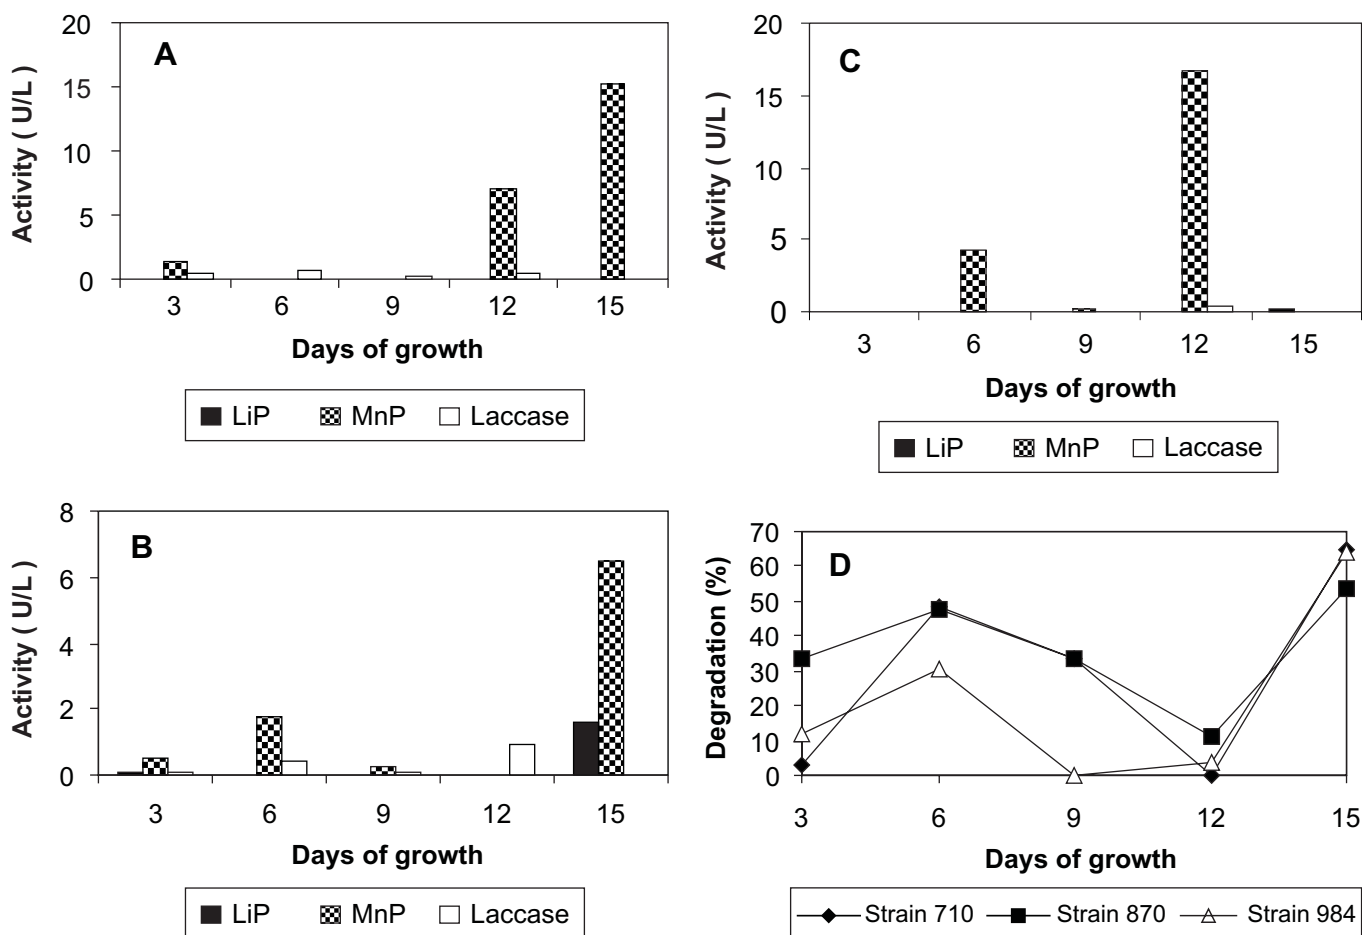 A
Activity ( U/L )
20
15
10
5
0
3 6 9 12 15
Days of growth
LiP MnP Laccase
C
Activity ( U/L )
20
15
10
5
0
3 6 9 12 15
Days of growth
LiP MnP Laccase
B
Activity ( U/L )
8
6
4
2
0
3 6 9 12 15
Days of growth
LiP MnP Laccase
D
Degradation (%)
70
60
50
40
30
20
10
0
3 6 9 12 15
Days of growth
Strain 710 Strain 870 Strain 984